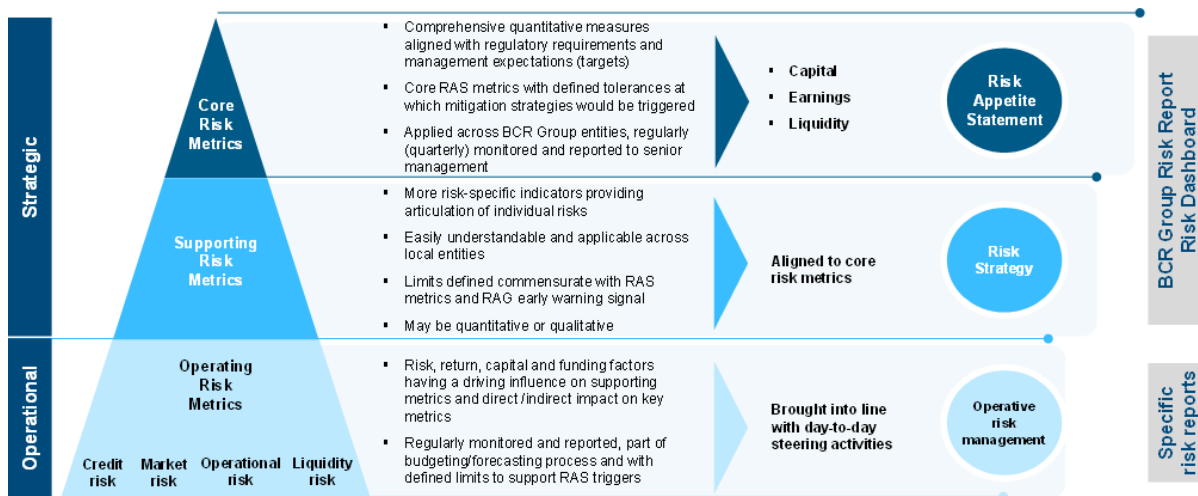 Strategic
Core
Risk
Metrics
▪ Comprehensive quantitative measures
aligned with regulatory requirements and
management expectations (targets)
▪ Core RAS metrics with defined tolerances at
which mitigation strategies would be triggered
▪ Applied across BCR Group entities, regularly
(quarterly) monitored and reported to senior
management
▪ Capital
▪ Earnings
▪ Liquidity
Risk
Appetite
Statement
Supporting
Risk
Metrics
▪ More risk-specific indicators providing
articulation of individual risks
▪ Easily understandable and applicable across
local entities
▪ Limits defined commensurate with RAS
metrics and RAG early warning signal
▪ May be quantitative or qualitative
Aligned to core
risk metrics
Risk
Strategy
BCR Group Risk Report
Risk Dashboard
Operational
Operating
Risk
Metrics
Credit
risk
Market
risk
Operational
risk
Liquidity
risk
▪ Risk, return, capital and funding factors
having a driving influence on supporting
metrics and direct /indirect impact on key
metrics
▪ Regularly monitored and reported, part of
budgeting/forecasting process and with
defined limits to support RAS triggers
Brought into line
with day-to-day
steering activities
Operative
risk
management
Specific
risk reports